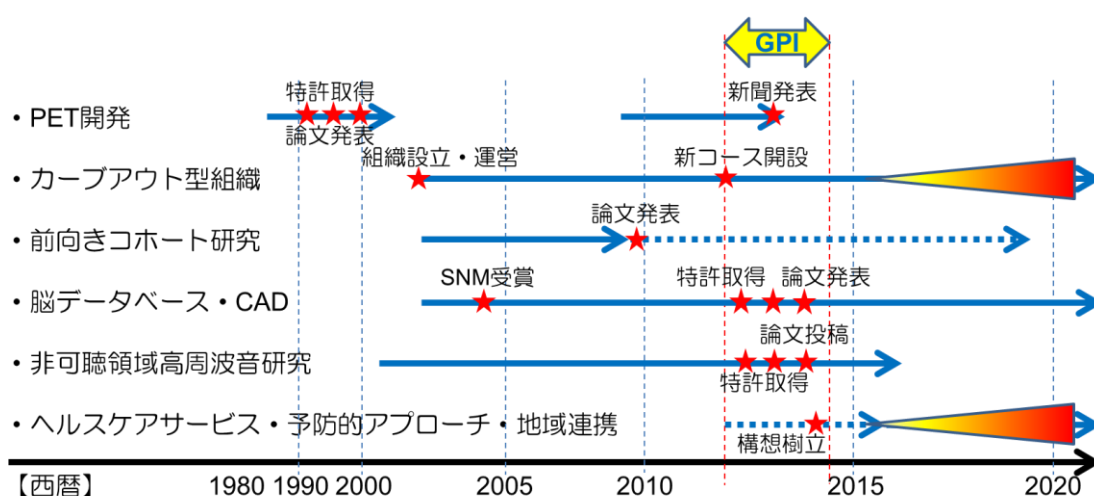 GPI
特許取得
新聞発表
・PET開発
論文発表
組織設立・運営
新コース開設
・カーブアウト型組織
論文発表
・前向きコホート研究
SNM受賞
特許取得
論文発表
・脳データベース・CAD
論文投稿
・非可聴領域高周波音研究
特許取得
・ヘルスケアサービス・予防的アプローチ・地域連携
構想樹立
【西暦】 1980 1990 2000 2005 2010 2015 2020